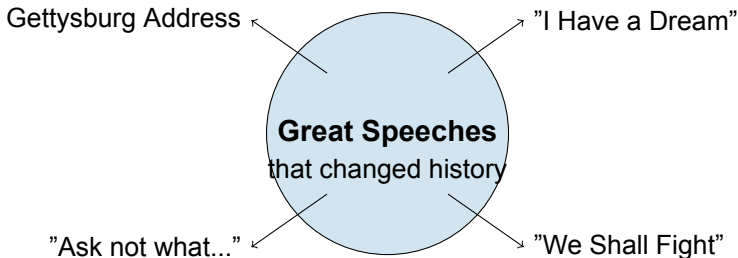 Gettysburg Address
”I Have a Dream”
Great Speeches
that changed history
”Ask not what...”
”We Shall Fight”